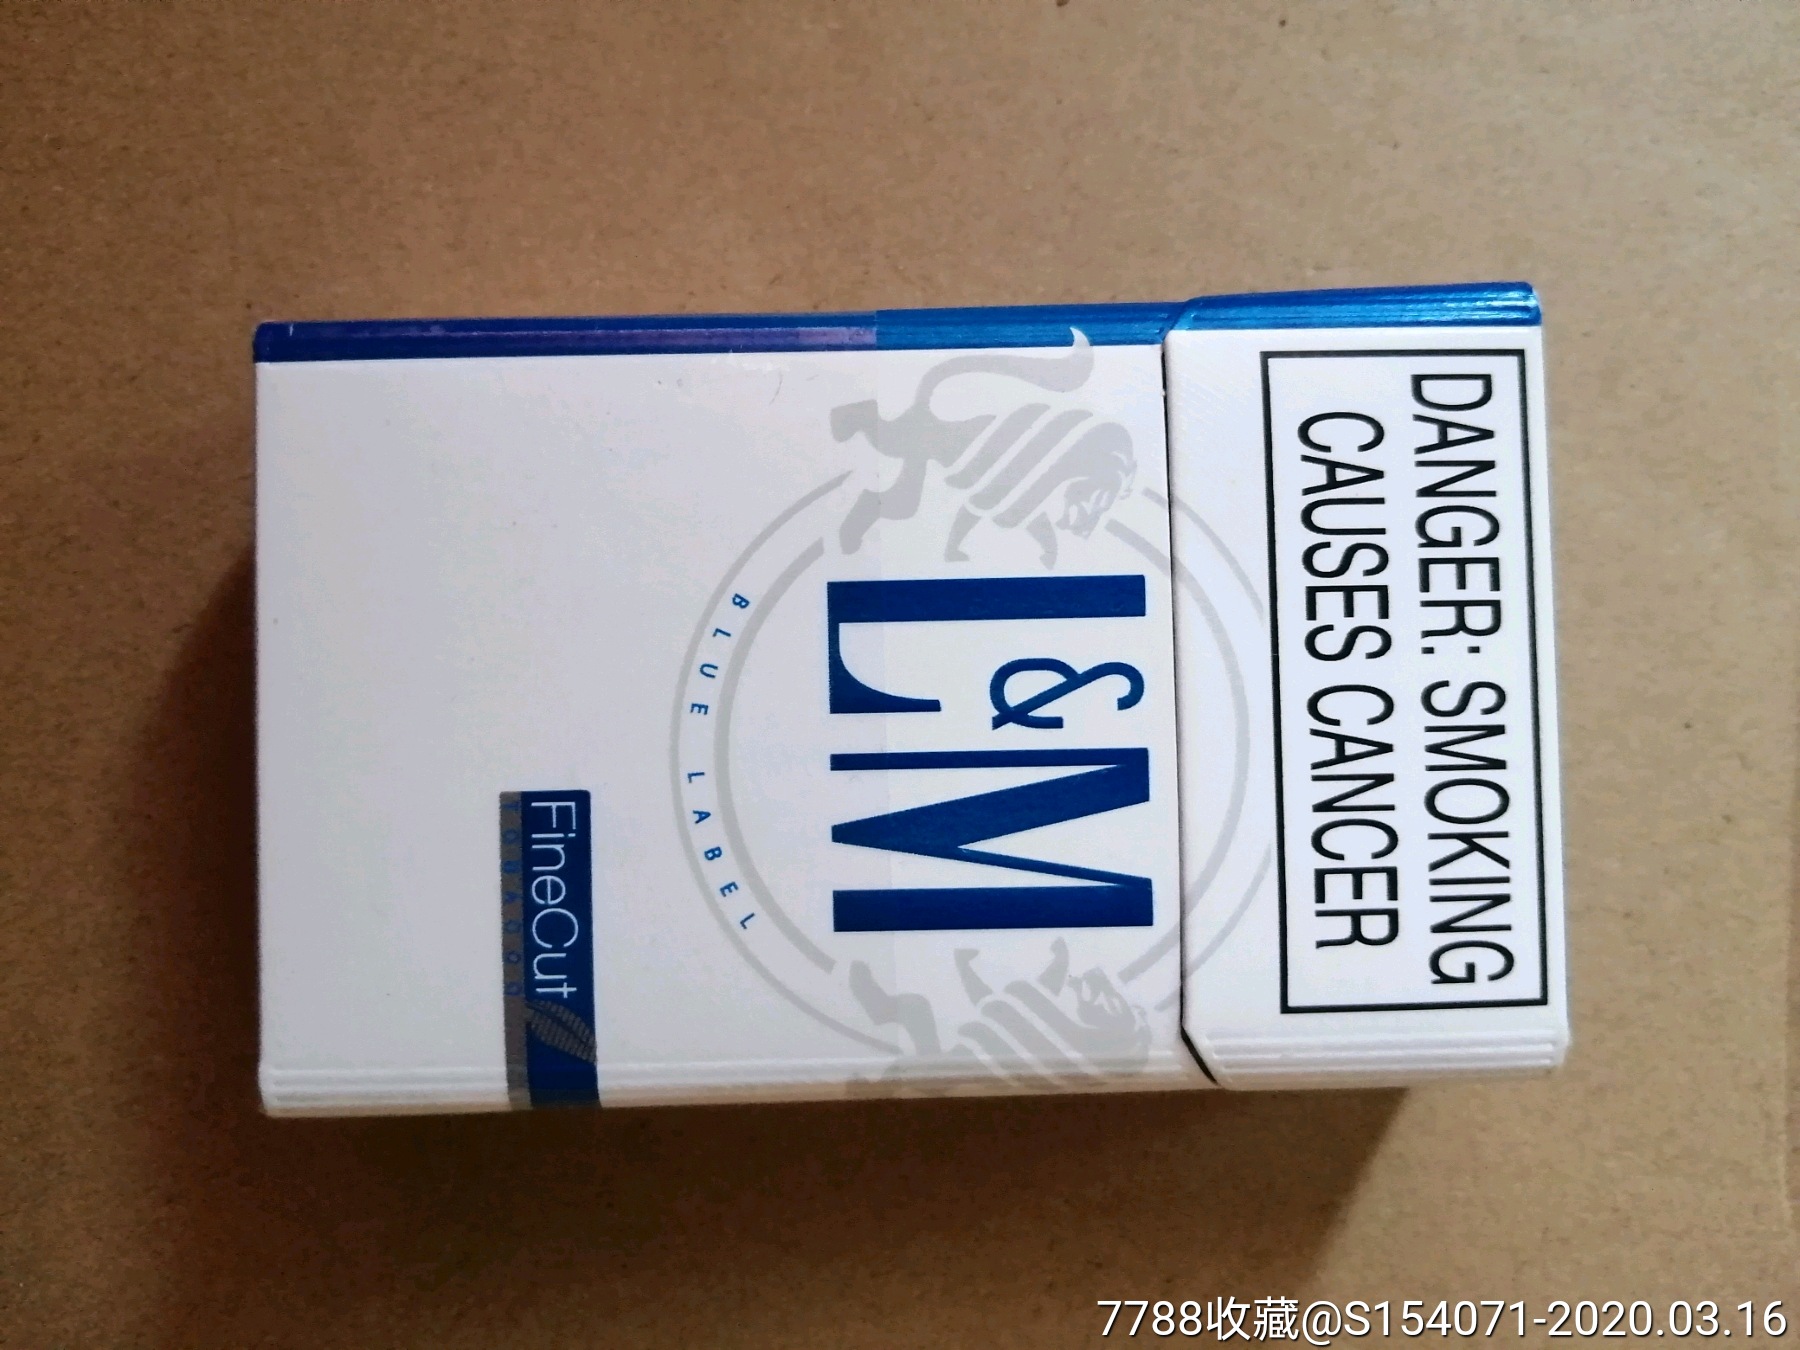 DANGER: SMOKING
CAUSES CANCER
L&M
BLUE LABEL
FineCut
TOBACCO
7788收藏@S154071-2020.03.16